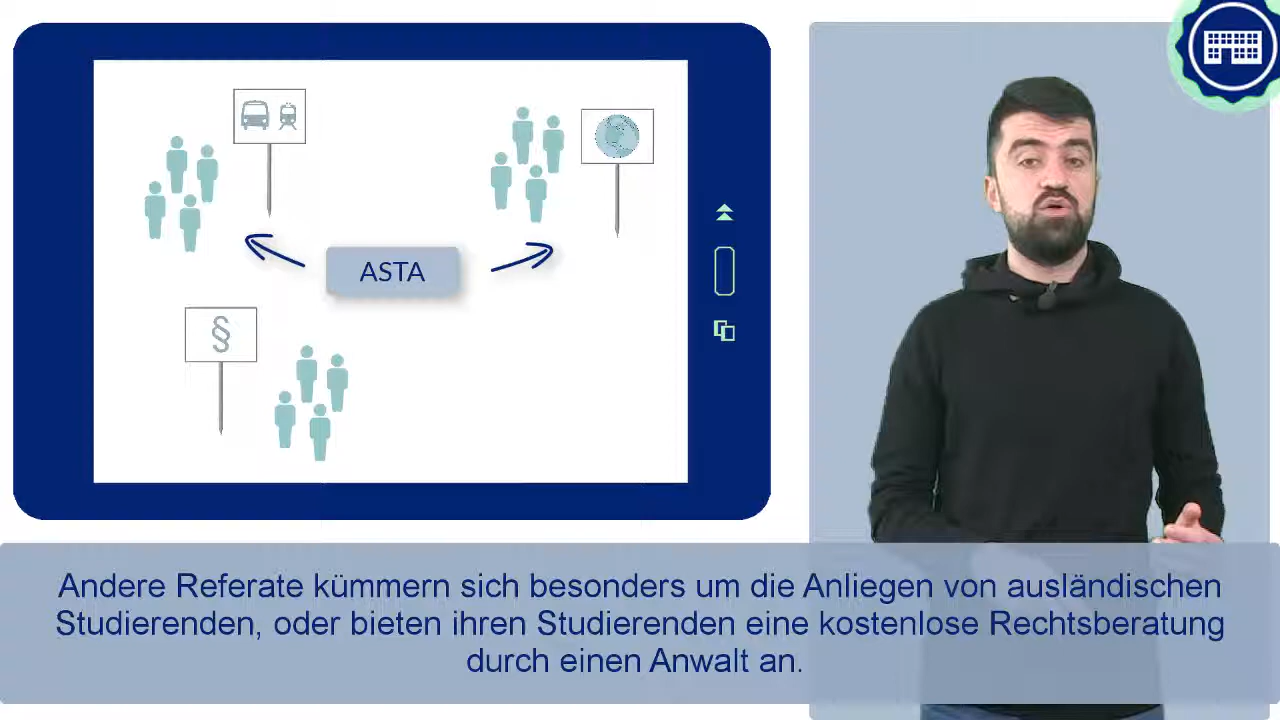 ASTA
§
Andere Referate kümmern sich besonders um die Anliegen von ausländischen
Studierenden, oder bieten ihren Studierenden eine kostenlose Rechtsberatung
durch einen Anwalt an.